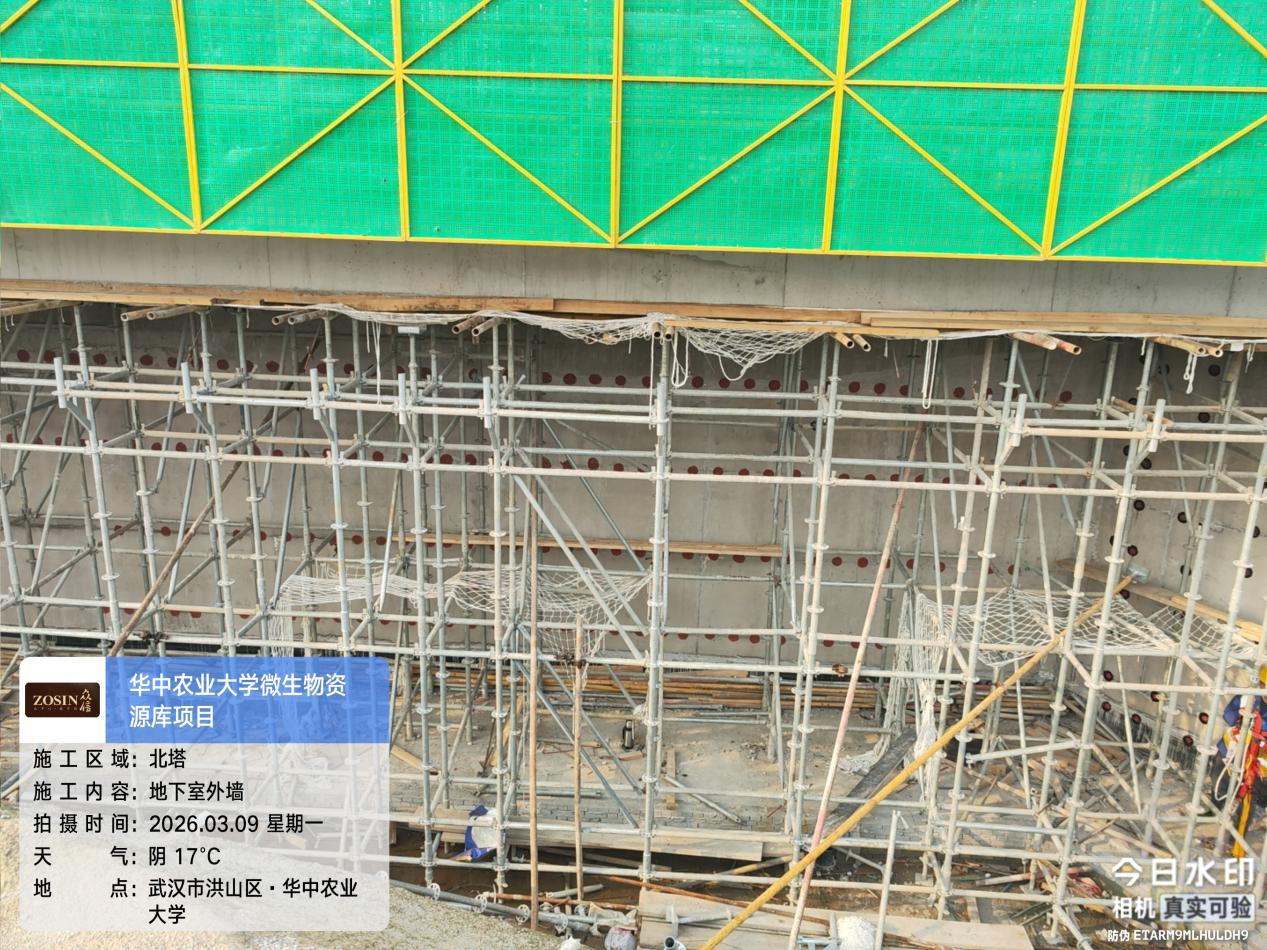 ZOSIN 众信
华中农业大学微生物资
源库项目
施工区域：北塔
施工内容：地下室外墙
拍摄时间：2026.03.09 星期一
天气：阴 17°C
地点：武汉市洪山区·华中农业
大学
今日水印
相机 真实可验
防伪 ETARM9MLHULDH9